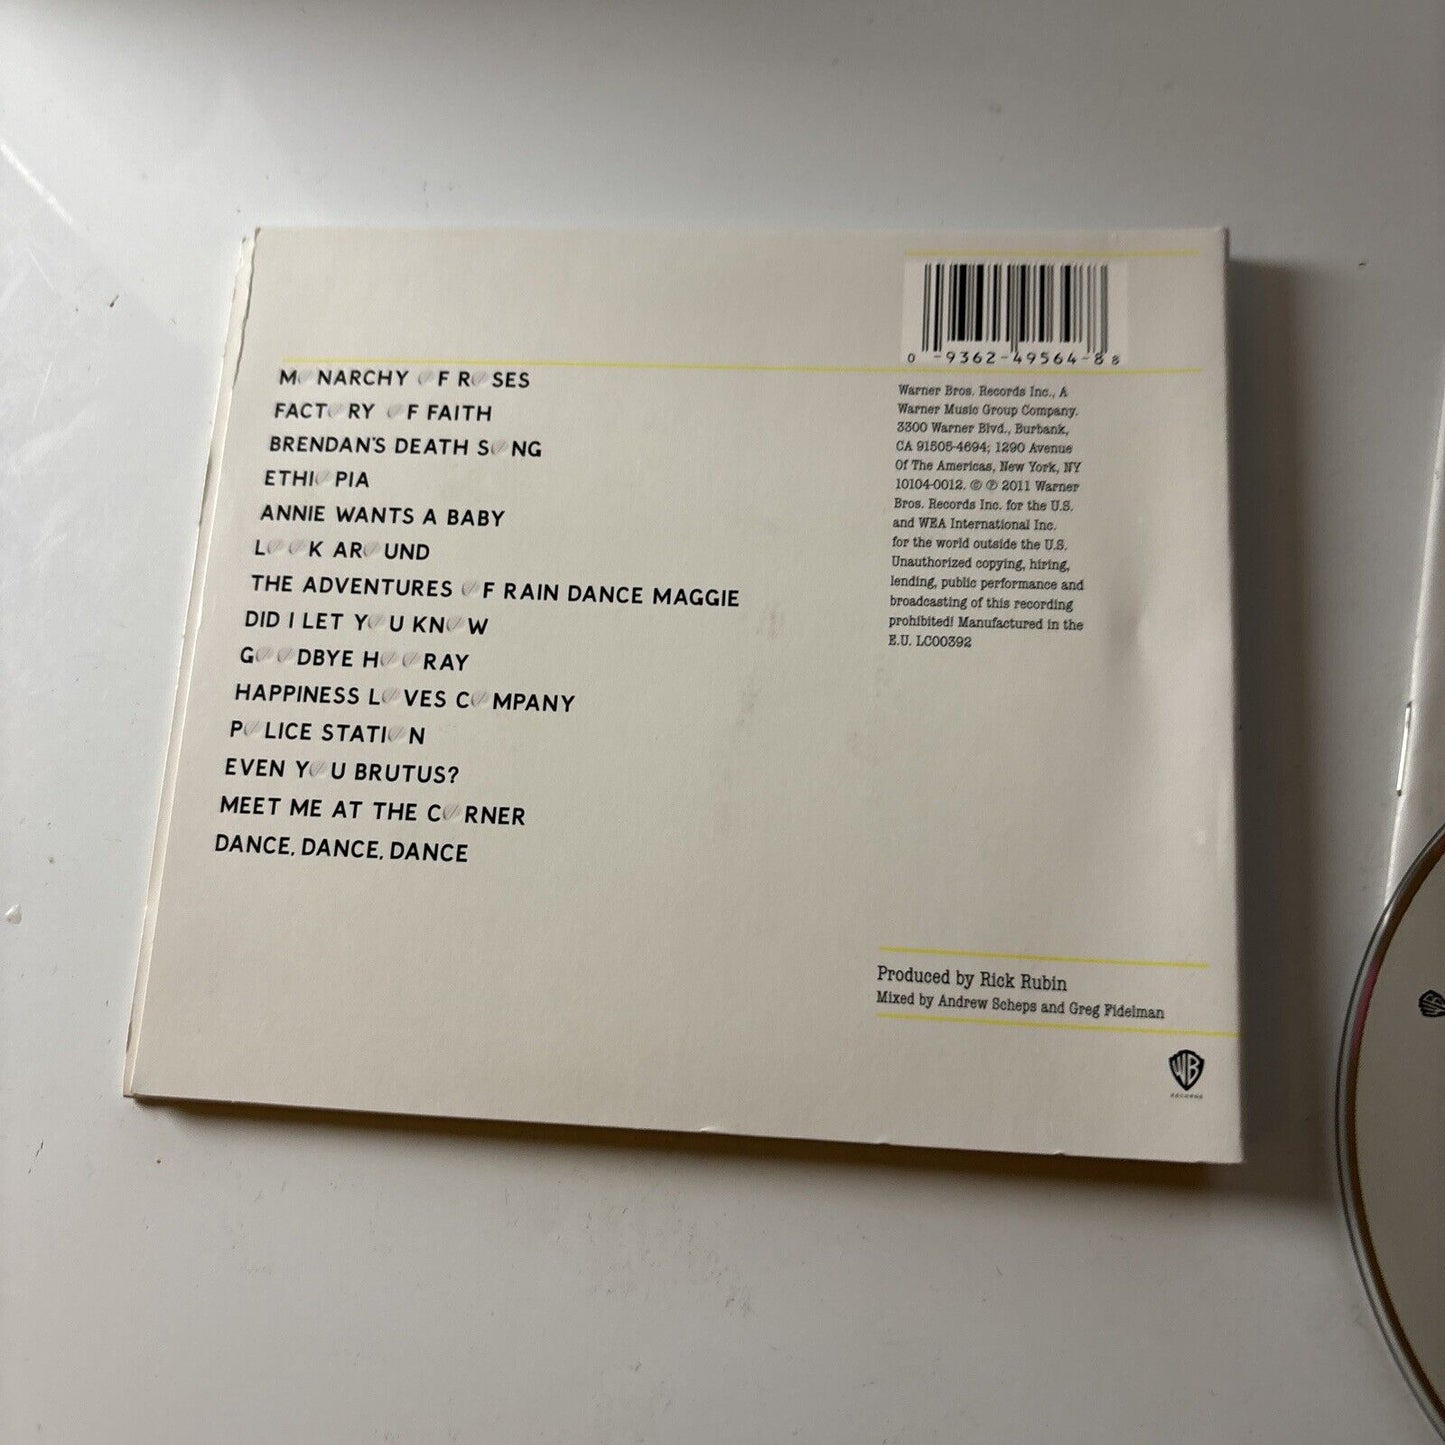 0 -9362-49564-8 8
MONARCHY OF ROSES
FACTORY OF FAITH
BRENDAN'S DEATH SONG
ETHIOPIA
ANNIE WANTS A BABY
LOOK AROUND
THE ADVENTURES OF RAIN DANCE MAGGIE
DID I LET YOU KNOW
GOODBYE HOORAY
HAPPINESS LOVES COMPANY
POLICE STATION
EVEN YOU BRUTUS?
MEET ME AT THE CORNER
DANCE, DANCE, DANCE
Warner Bros. Records Inc., A
Warner Music Group Company.
3300 Warner Blvd., Burbank,
CA 91505-4694; 1290 Avenue
Of The Americas, New York, NY
10104-0012. © ℗ 2011 Warner
Bros. Records Inc. for the U.S.
and WEA International Inc.
for the world outside the U.S.
Unauthorized copying, hiring,
lending, public performance and
broadcasting of this recording
prohibited! Manufactured in the
E.U. LC00392
Produced by Rick Rubin
Mixed by Andrew Scheps and Greg Fidelman
WB
RECORDS